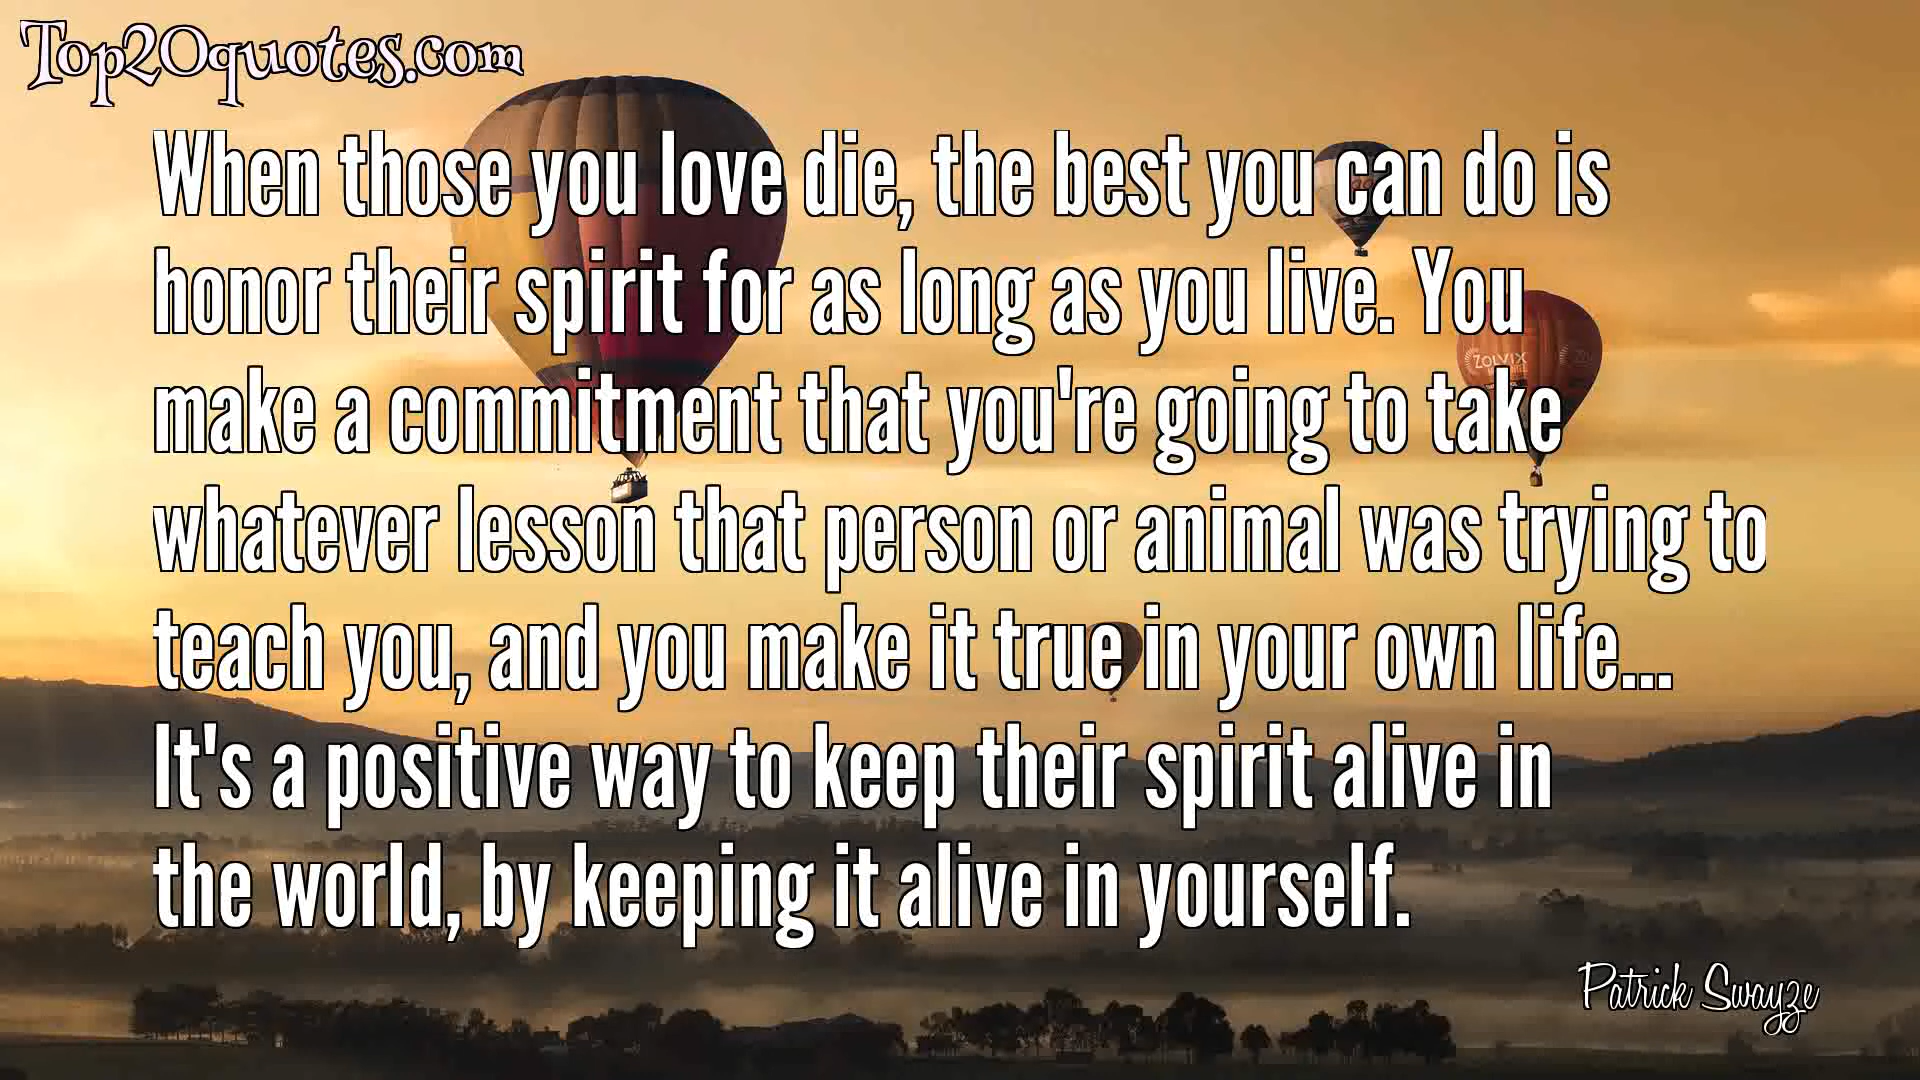 Top20quotes.com
When those you love die, the best you can do is
honor their spirit for as long as you live. You
make a commitment that you're going to take
whatever lesson that person or animal was trying to
teach you, and you make it true in your own life...
It's a positive way to keep their spirit alive in
the world, by keeping it alive in yourself.
Patrick Swayze
ZOLVIX